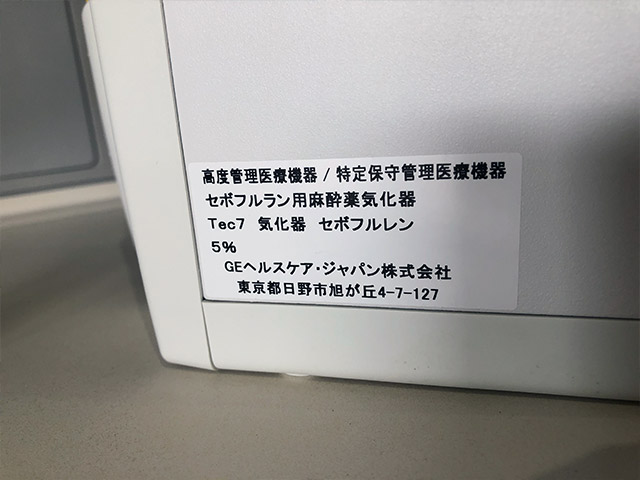 高度管理医療機器 / 特定保守管理医療機器
セボフルラン用麻酔薬気化器
Tec7 気化器 セボフルレン
5%
GEヘルスケア・ジャパン株式会社
東京都日野市旭が丘4-7-127